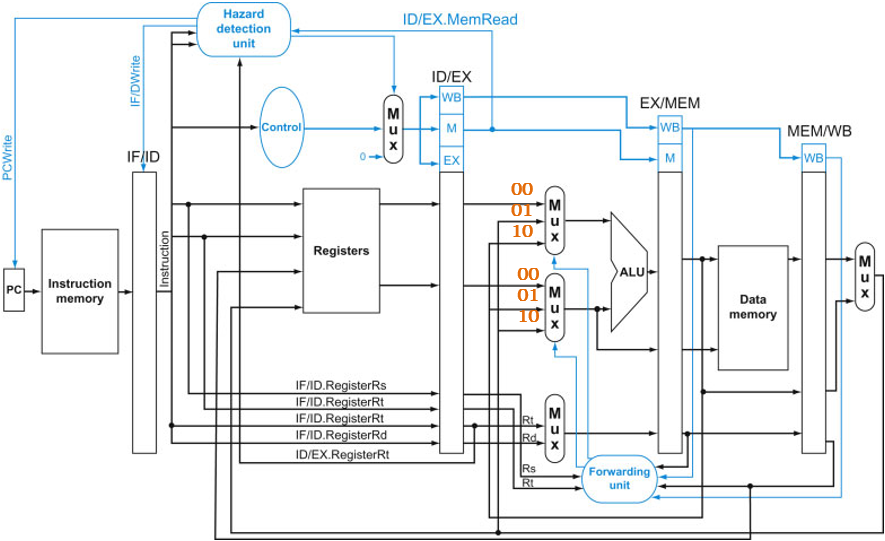 Hazard
detection
unit
ID/EX.MemRead
IF/DWrite
PCWrite
IF/ID
Control
0
Mux
ID/EX
WB
M
EX
EX/MEM
WB
M
MEM/WB
WB
PC
Instruction
memory
Instruction
Registers
00
01
10
Mux
00
01
10
Mux
ALU
Data
memory
Mux
IF/ID.RegisterRs
IF/ID.RegisterRt
IF/ID.RegisterRt
IF/ID.RegisterRd
ID/EX.RegisterRt
Rt
Rd
Mux
Rs
Rt
Forwarding
unit